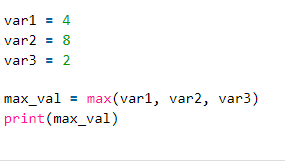 var1 = 4
var2 = 8
var3 = 2
max_val = max(var1, var2, var3)
print(max_val)